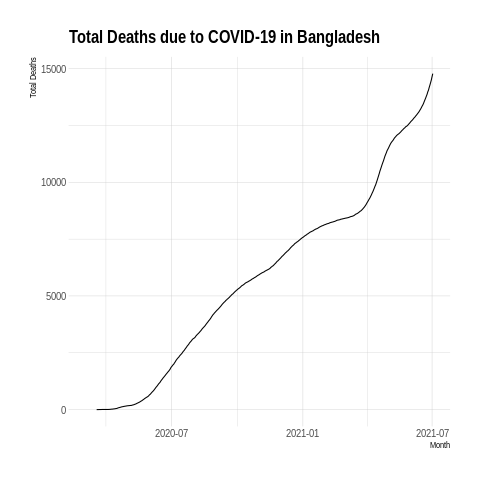 Total Deaths due to COVID-19 in Bangladesh
Total Deaths
15000
10000
5000
0
2020-07 2021-01 2021-07
Month